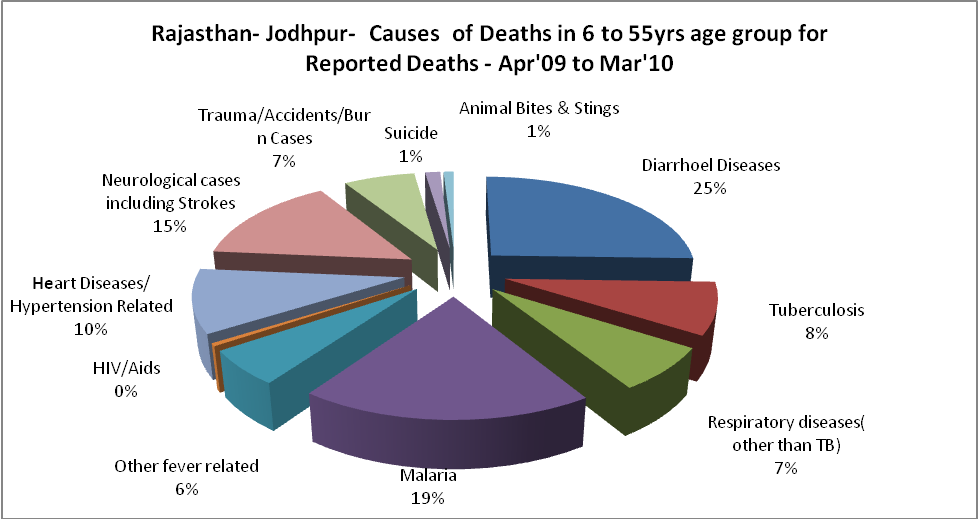 Rajasthan- Jodhpur-  Causes  of Deaths in 6 to 55yrs age group for
Reported Deaths - Apr'09 to Mar'10
Animal Bites & Stings
1%
Diarrhoel Diseases
25%
Tuberculosis
8%
Respiratory diseases(
other than TB)
7%
Malaria
19%
Other fever related
6%
HIV/Aids
0%
Heart Diseases/
Hypertension Related
10%
Neurological cases
including Strokes
15%
Trauma/Accidents/Bur
n Cases
7%
Suicide
1%